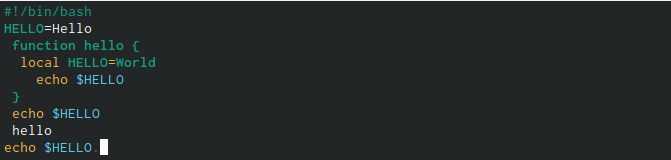 #!/bin/bash
HELLO=Hello
function hello {
local HELLO=World
echo $HELLO
}
echo $HELLO
hello
echo $HELLO.